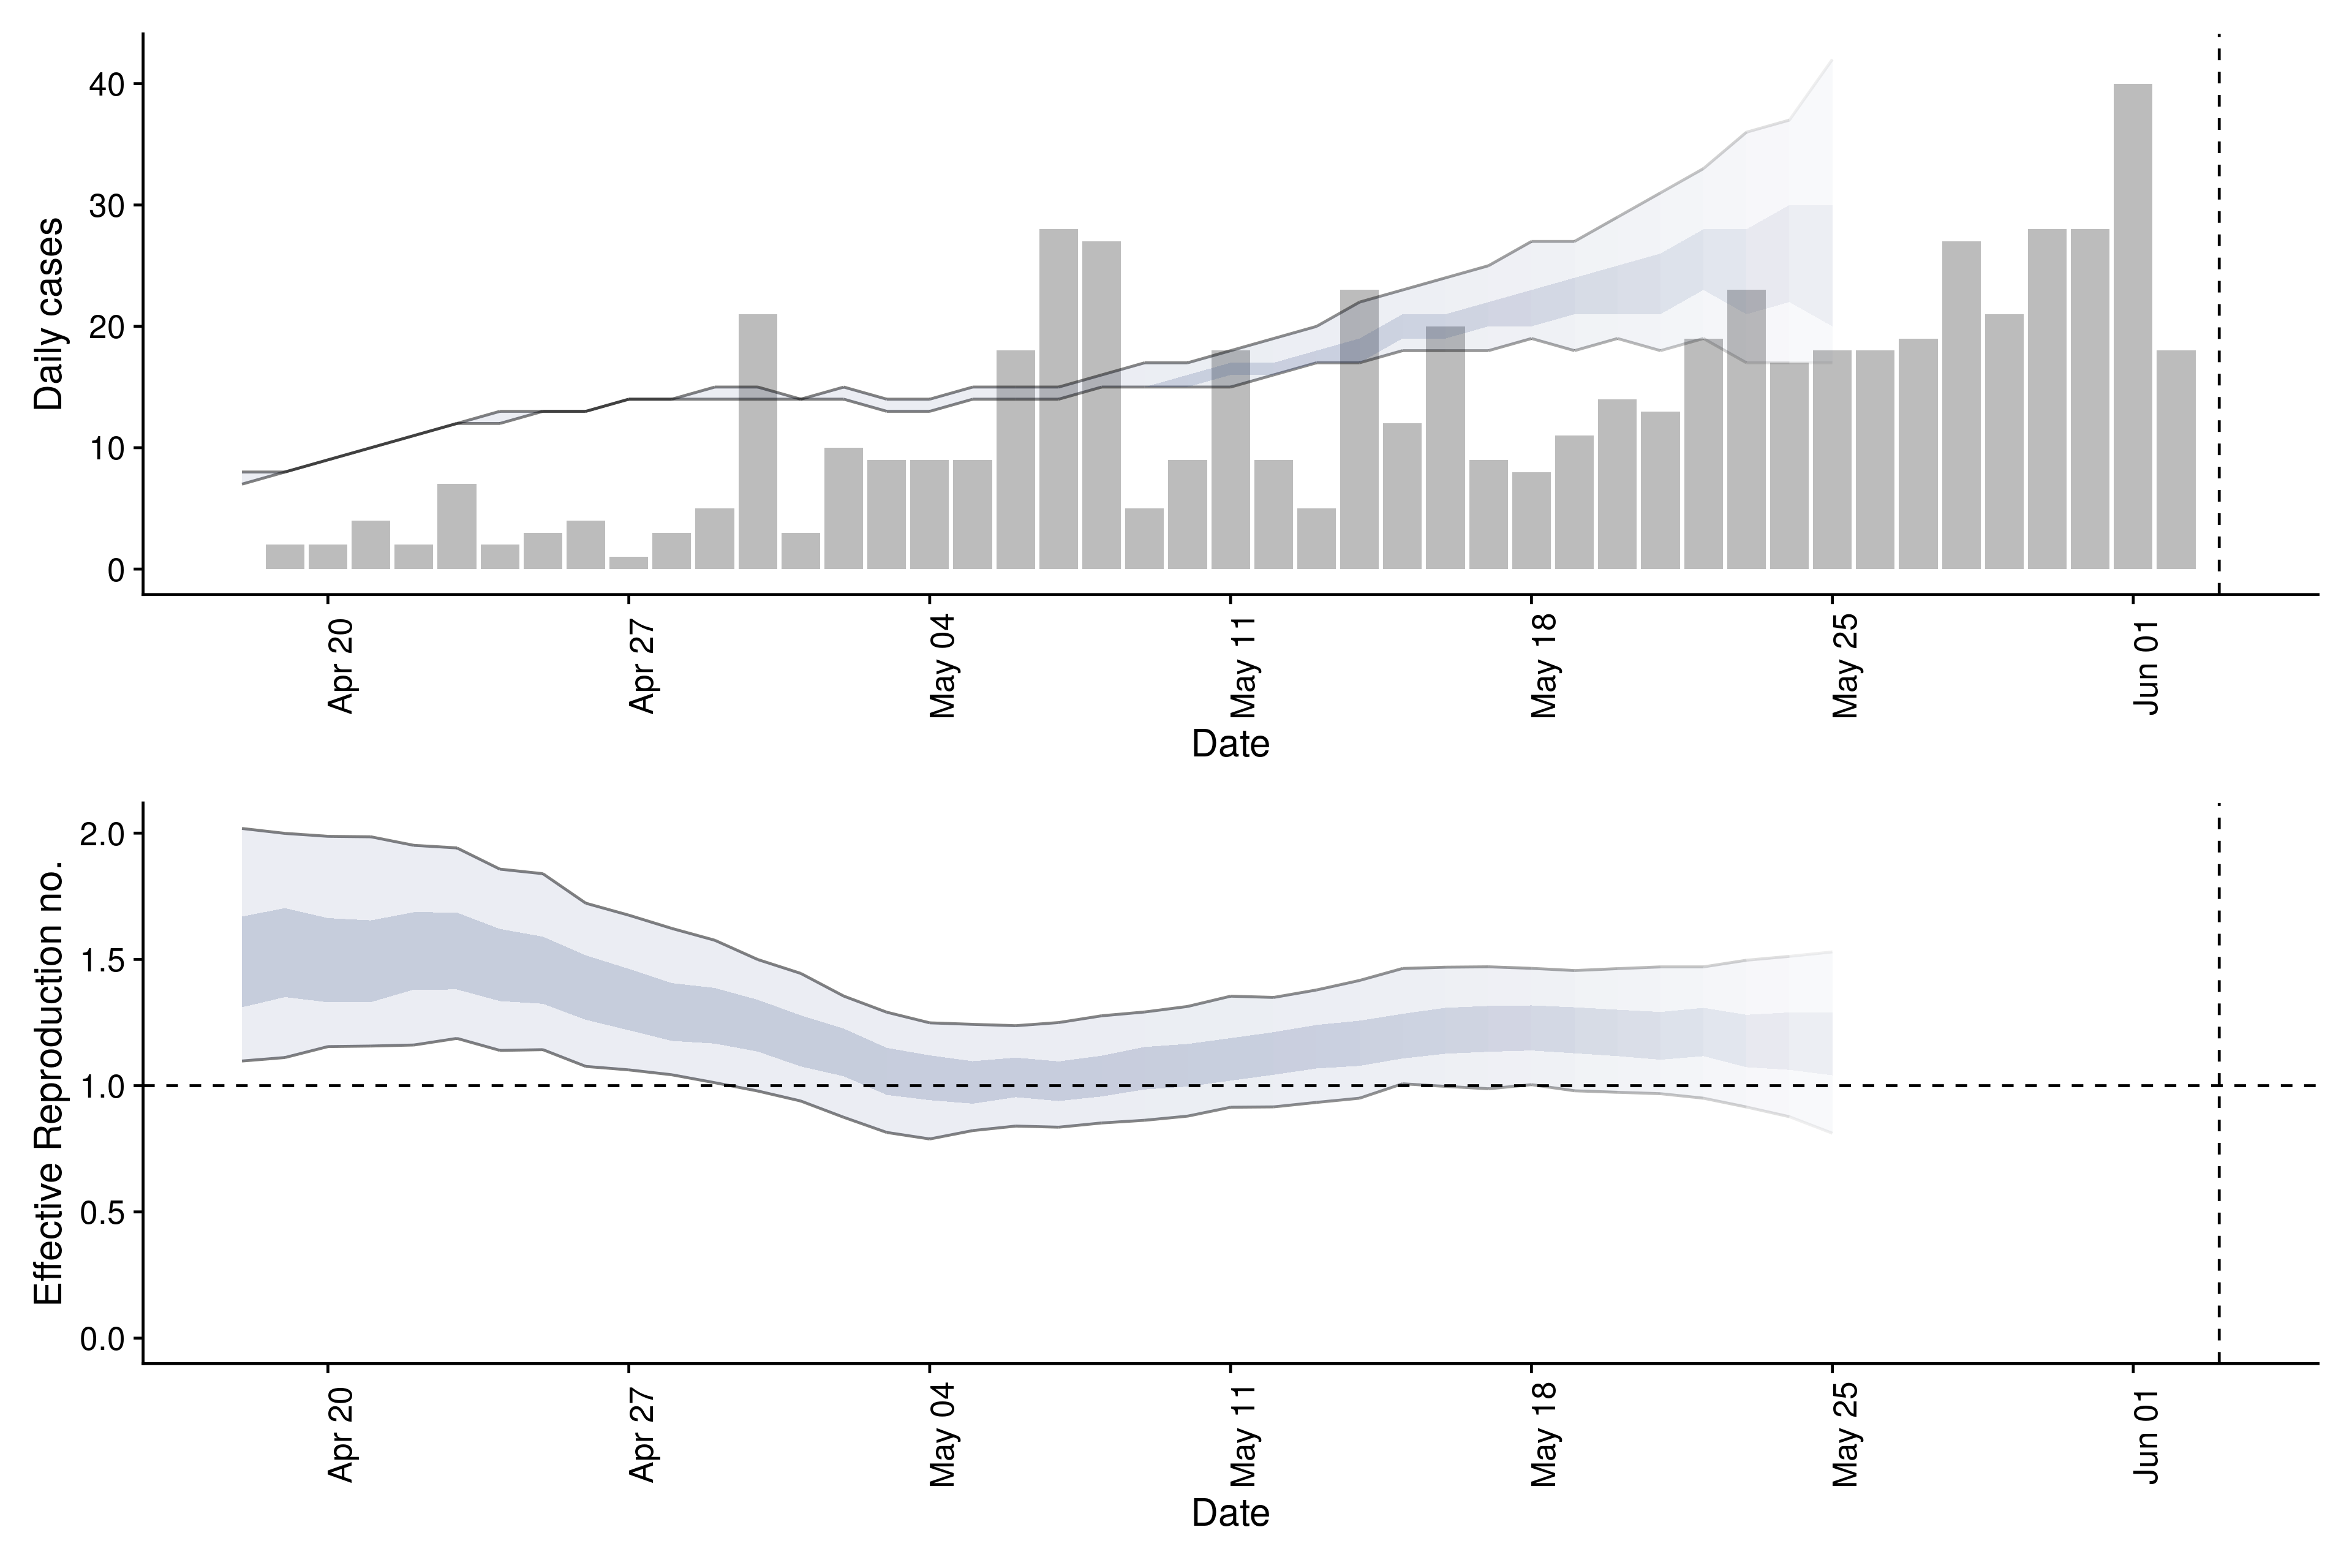 Daily cases
40
30
20
10
0
Apr 20
Apr 27
May 04
May 11
May 18
May 25
Jun 01
Date
Effective Reproduction no.
2.0
1.5
1.0
0.5
0.0
Apr 20
Apr 27
May 04
May 11
May 18
May 25
Jun 01
Date